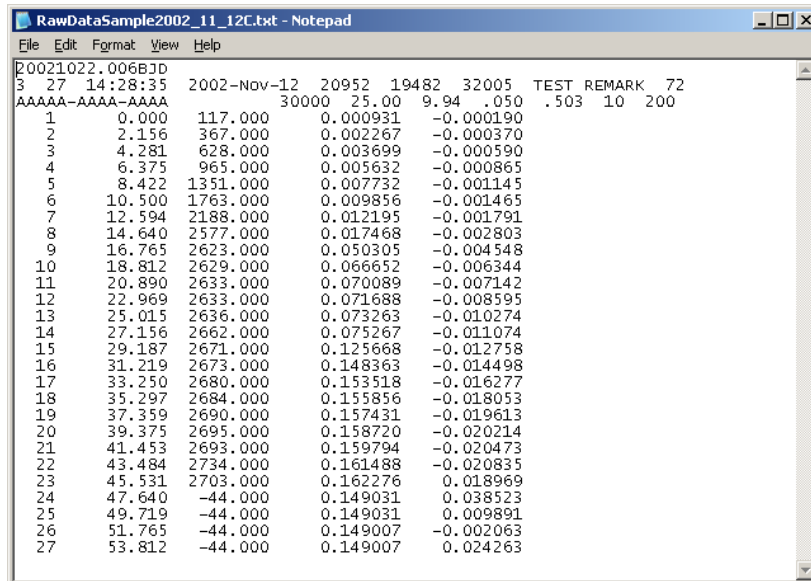 RawDataSample2002_11_12C.txt - Notepad
File Edit Format View Help
20021022.006BJD
3 27 14:28:35 2002-Nov-12 20952 19482 32005 TEST REMARK 72
AAAAA-AAAA-AAAA 30000 25.00 9.94 .050 .503 10 200
1 0.000 117.000 0.000931 -0.000190
2 2.156 367.000 0.002267 -0.000370
3 4.281 628.000 0.003699 -0.000590
4 6.375 965.000 0.005632 -0.000865
5 8.422 1351.000 0.007732 -0.001145
6 10.500 1763.000 0.009856 -0.001465
7 12.594 2188.000 0.012195 -0.001791
8 14.640 2577.000 0.017468 -0.002803
9 16.765 2623.000 0.050305 -0.004548
10 18.812 2629.000 0.066652 -0.006344
11 20.890 2633.000 0.070089 -0.007142
12 22.969 2633.000 0.071688 -0.008595
13 25.015 2636.000 0.073263 -0.010274
14 27.156 2662.000 0.075267 -0.011074
15 29.187 2671.000 0.125668 -0.012758
16 31.219 2673.000 0.148363 -0.014498
17 33.250 2680.000 0.153518 -0.016277
18 35.297 2684.000 0.155856 -0.018053
19 37.359 2690.000 0.157431 -0.019613
20 39.375 2695.000 0.158720 -0.020214
21 41.453 2693.000 0.159794 -0.020473
22 43.484 2734.000 0.161488 -0.020835
23 45.531 2703.000 0.162276 0.018969
24 47.640 -44.000 0.149031 0.038523
25 49.719 -44.000 0.149031 0.009891
26 51.765 -44.000 0.149007 -0.002063
27 53.812 -44.000 0.149007 0.024263